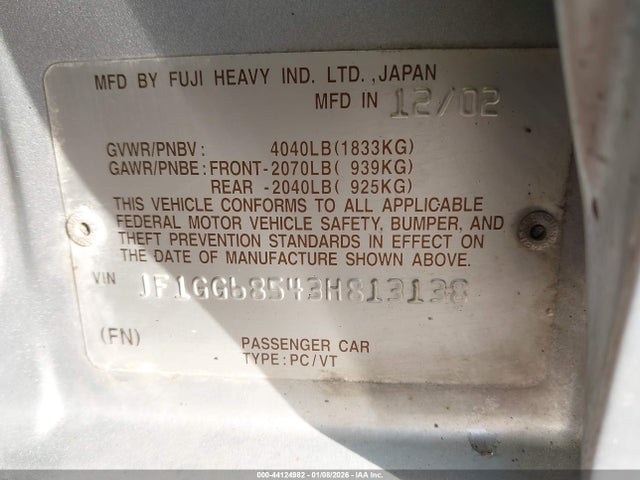 MFD BY FUJI HEAVY IND. LTD.,JAPAN
MFD IN 12/02
GVWR/PNBV: 4040LB(1833KG)
GAWR/PNBE:FRONT-2070LB( 939KG)
REAR -2040LB( 925KG)
THIS VEHICLE CONFORMS TO ALL APPLICABLE
FEDERAL MOTOR VEHICLE SAFETY, BUMPER, AND
THEFT PREVENTION STANDARDS IN EFFECT ON
THE DATE OF MANUFACTURE SHOWN ABOVE.
VIN JF1GG68543H813138
(FN) PASSENGER CAR
TYPE:PC/VT
000-44124982 - 01/08/2026 - IAAI Copart